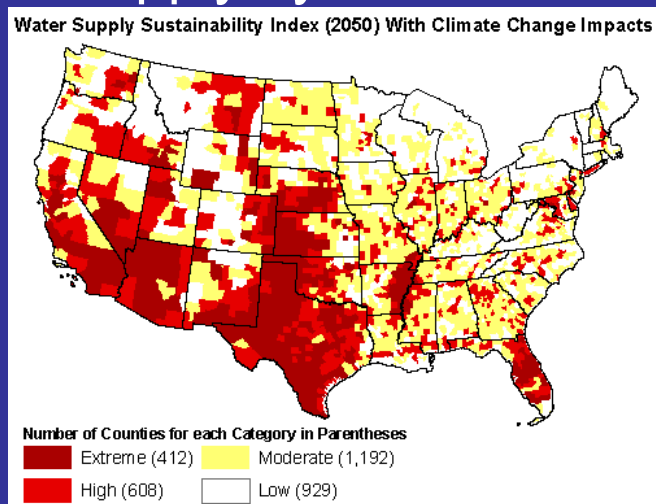 Water Supply Sustainability Index (2050) With Climate Change Impacts
Number of Counties for each Category in Parentheses
Extreme (412) Moderate (1,192)
High (608) Low (929)